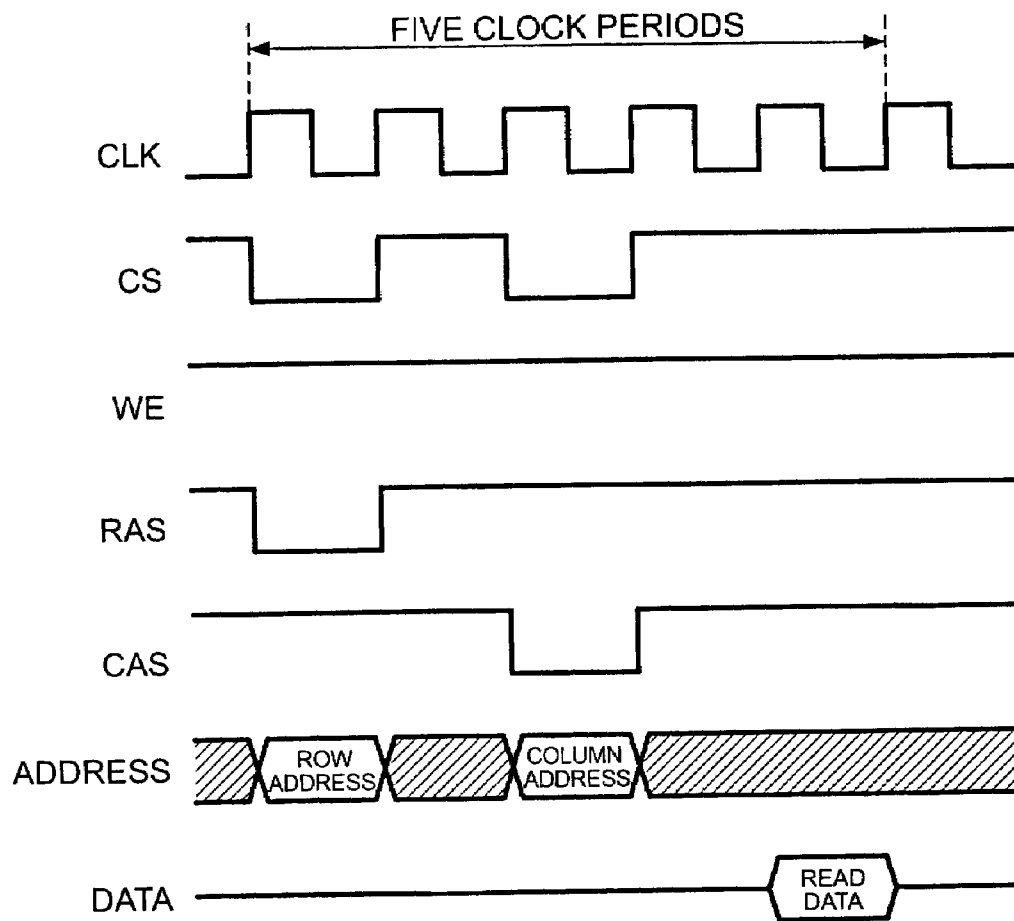 FIVE CLOCK PERIODS
CLK
CS
WE
RAS
CAS
ADDRESS
ROW
ADDRESS
COLUMN
ADDRESS
DATA
READ
DATA